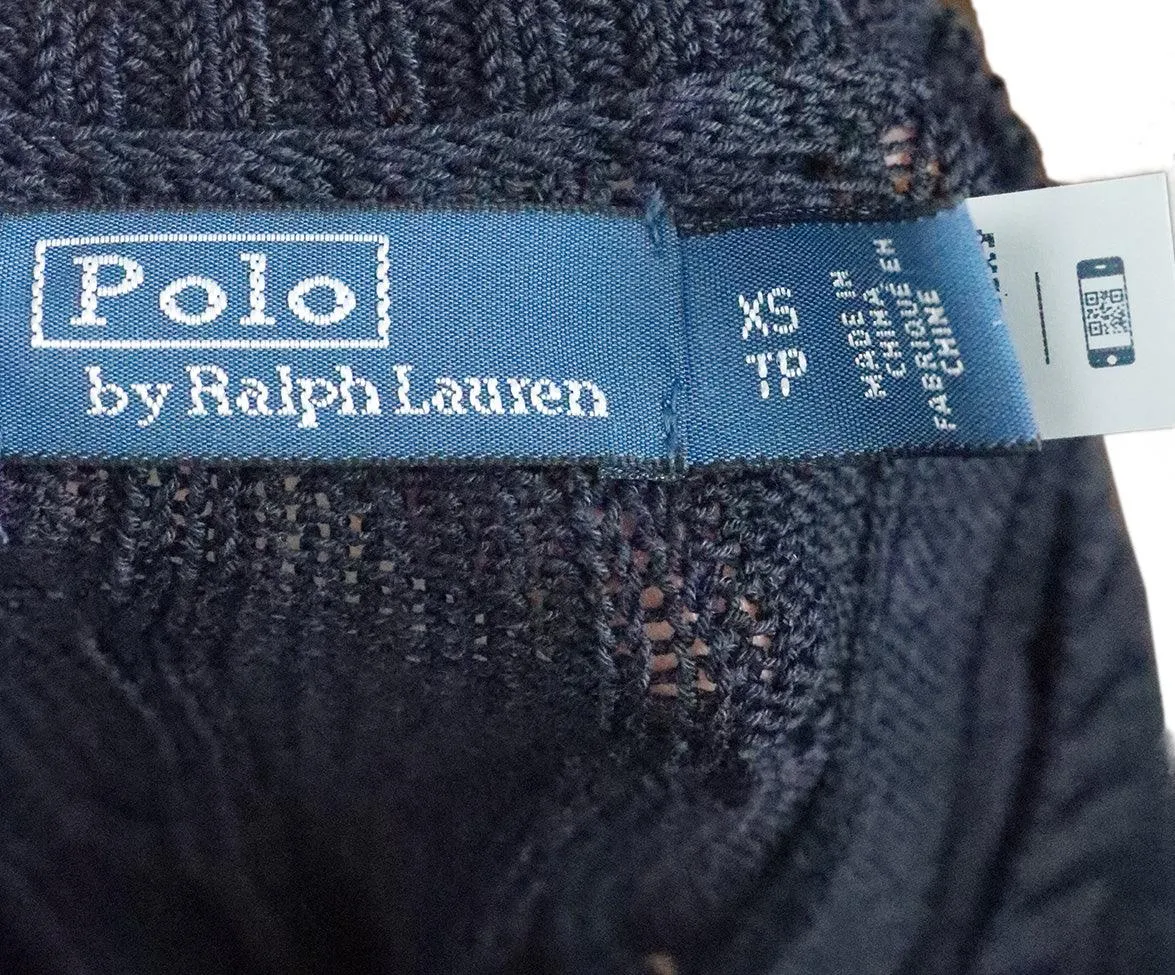 Polo
by Ralph Lauren
XS
TP
MADE IN
CHINA
FABRIQUE EN
CHINE